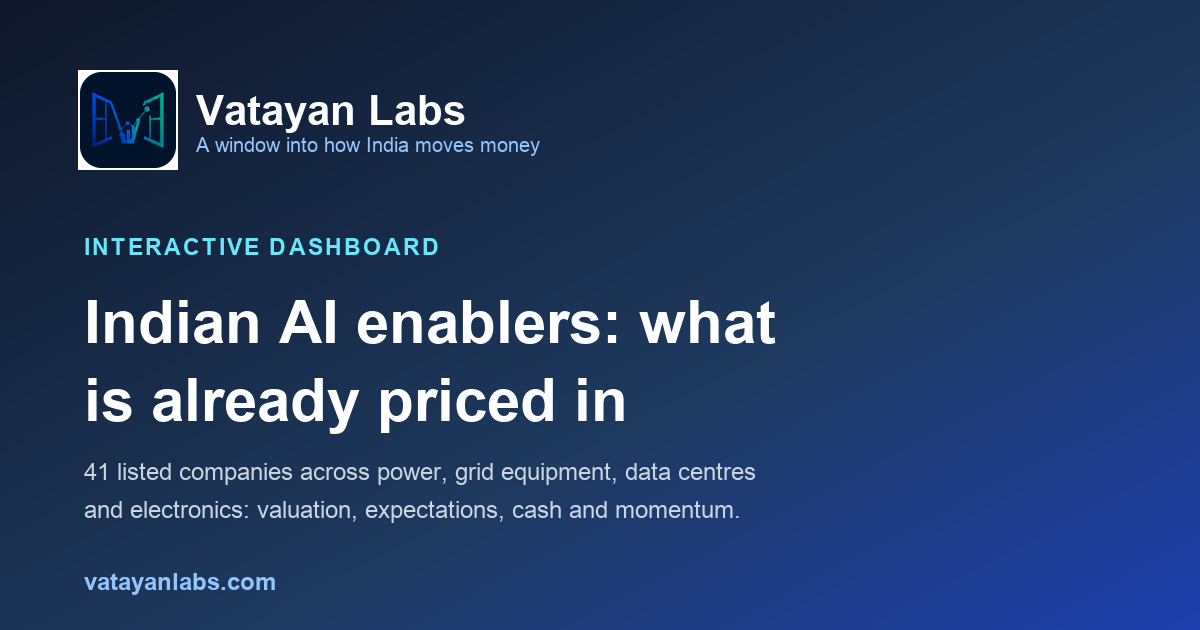 Vatayan Labs
A window into how India moves money
INTERACTIVE DASHBOARD
Indian AI enablers: what
is already priced in
41 listed companies across power, grid equipment, data centres
and electronics: valuation, expectations, cash and momentum.
vatayanlabs.com